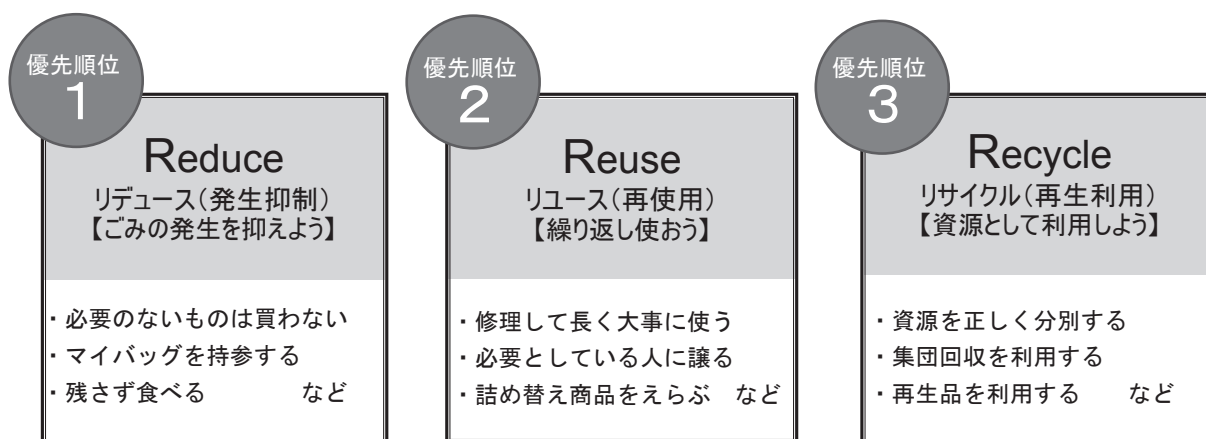 優先順位
1
Reduce
リデュース(発生抑制)
【ごみの発生を抑えよう】
・必要のないものは買わない
・マイバッグを持参する
・残さず食べる　　　など
優先順位
2
Reuse
リユース(再使用)
【繰り返し使おう】
・修理して長く大事に使う
・必要としている人に譲る
・詰め替え商品をえらぶ　など
優先順位
3
Recycle
リサイクル(再生利用)
【資源として利用しよう】
・資源を正しく分別する
・集団回収を利用する
・再生品を利用する　　など